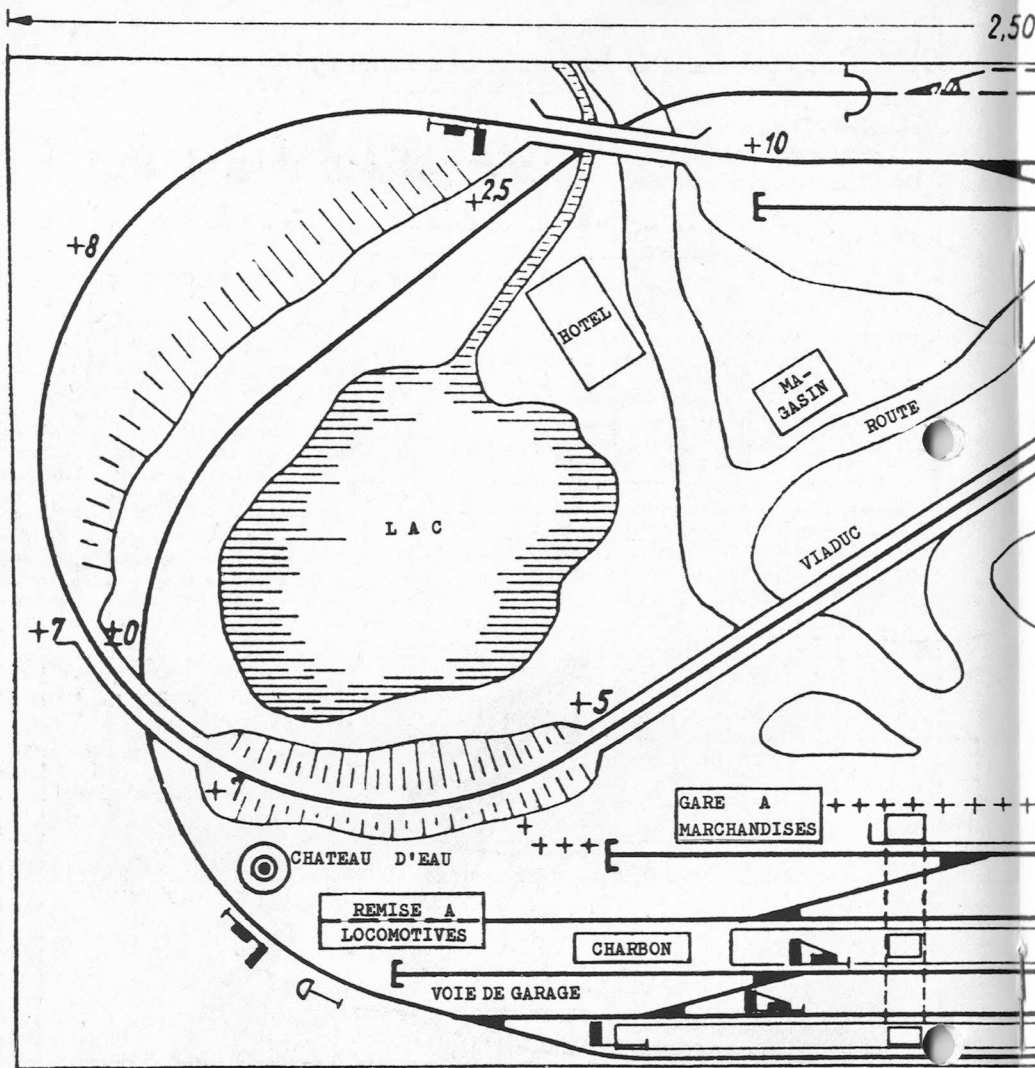 2,50
+10
+2,5
+8
HOTEL
MA-
GASIN
ROUTE
LAC
VIADUC
+7
±0
+5
+1
GARE A
MARCHANDISES
CHATEAU D'EAU
REMISE A
LOCOMOTIVES
CHARBON
VOIE DE GARAGE